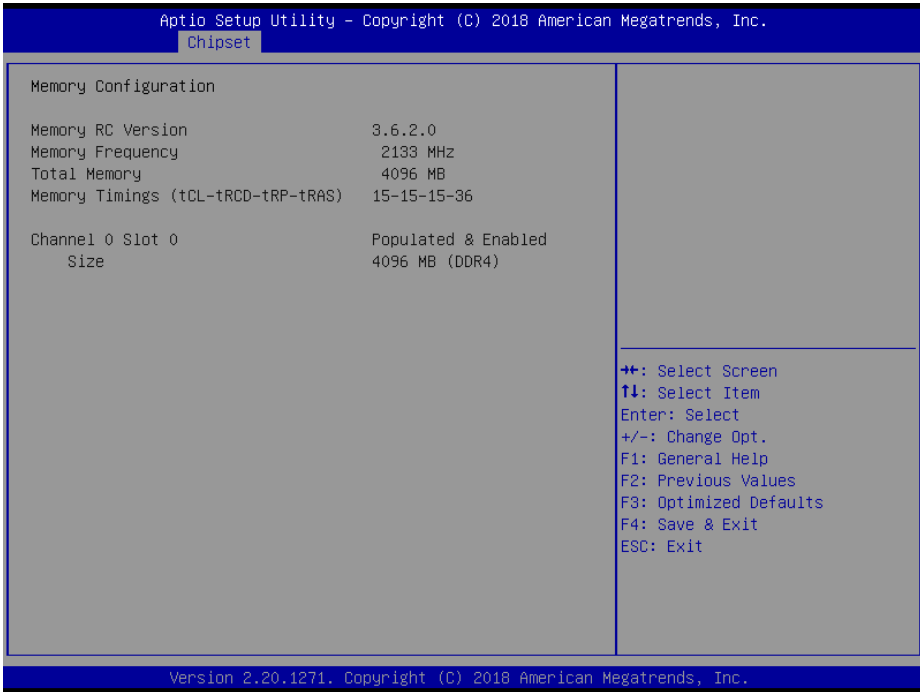 Aptio Setup Utility – Copyright (C) 2018 American Megatrends, Inc.
Chipset
Memory Configuration
Memory RC Version 3.6.2.0
Memory Frequency 2133 MHz
Total Memory 4096 MB
Memory Timings (tCL-tRCD-tRP-tRAS) 15-15-15-36
Channel 0 Slot 0 Populated & Enabled
Size 4096 MB (DDR4)
→←: Select Screen
↑↓: Select Item
Enter: Select
+/-: Change Opt.
F1: General Help
F2: Previous Values
F3: Optimized Defaults
F4: Save & Exit
ESC: Exit
Version 2.20.1271. Copyright (C) 2018 American Megatrends, Inc.